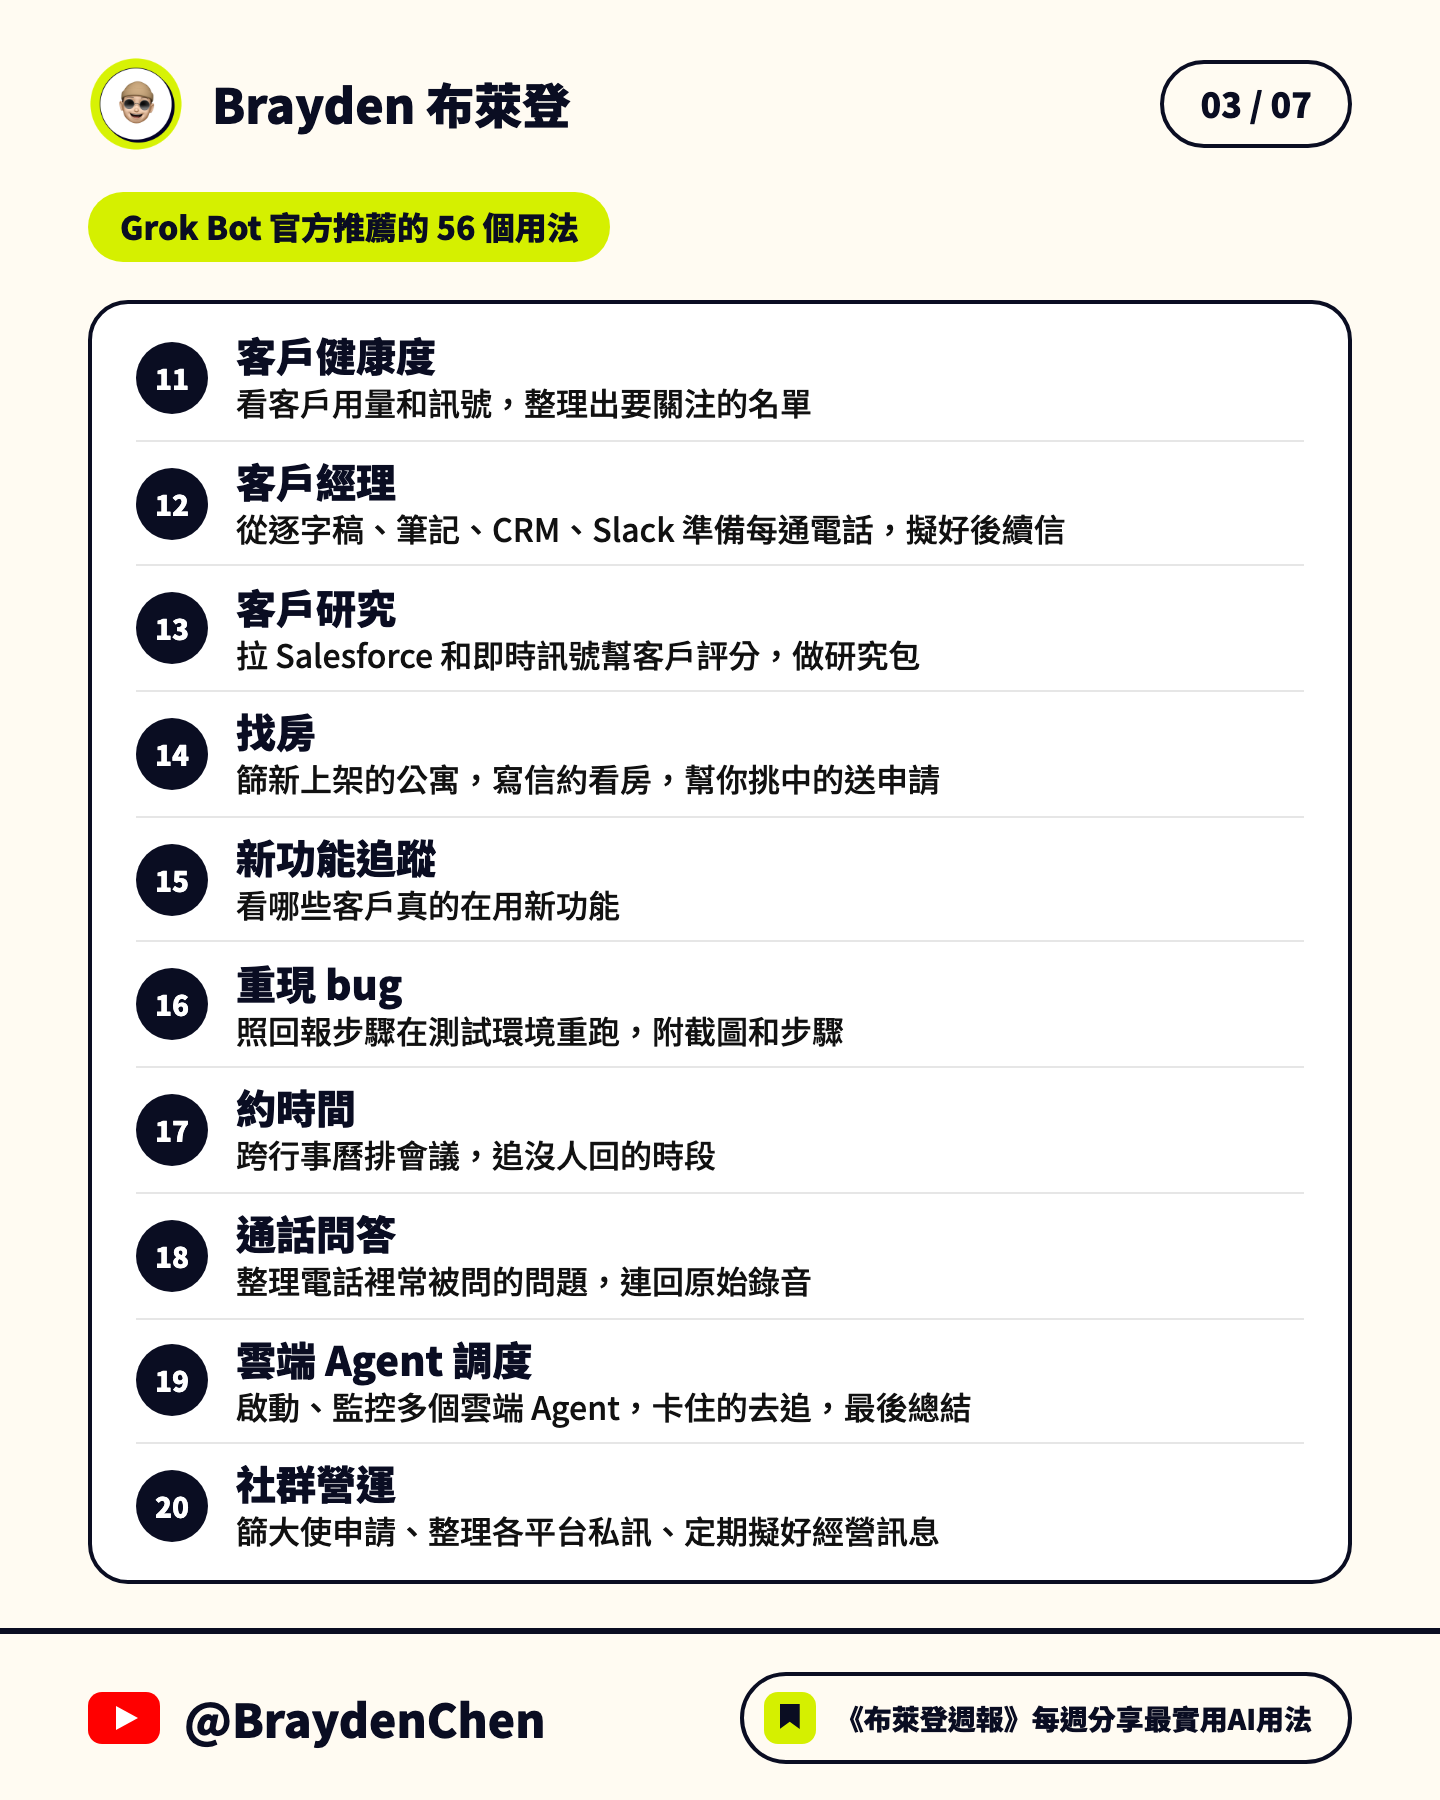 Brayden 布萊登
03 / 07
Grok Bot 官方推薦的 56 個用法
11
客戶健康度
看客戶用量和訊號，整理出要關注的名單
12
客戶經理
從逐字稿、筆記、CRM、Slack 準備每通電話，擬好後續信
13
客戶研究
拉 Salesforce 和即時訊號幫客戶評分，做研究包
14
找房
篩新上架的公寓，寫信約看房，幫你挑中的送申請
15
新功能追蹤
看哪些客戶真的在用新功能
16
重現 bug
照回報步驟在測試環境重跑，附截圖和步驟
17
約時間
跨行事曆排會議，追沒人回的時段
18
通話問答
整理電話裡常被問的問題，連回原始錄音
19
雲端 Agent 調度
啟動、監控多個雲端 Agent，卡住的去追，最後總結
20
社群營運
篩大使申請、整理各平台私訊、定期擬好經營訊息
@BraydenChen
《布萊登週報》每週分享最實用AI用法